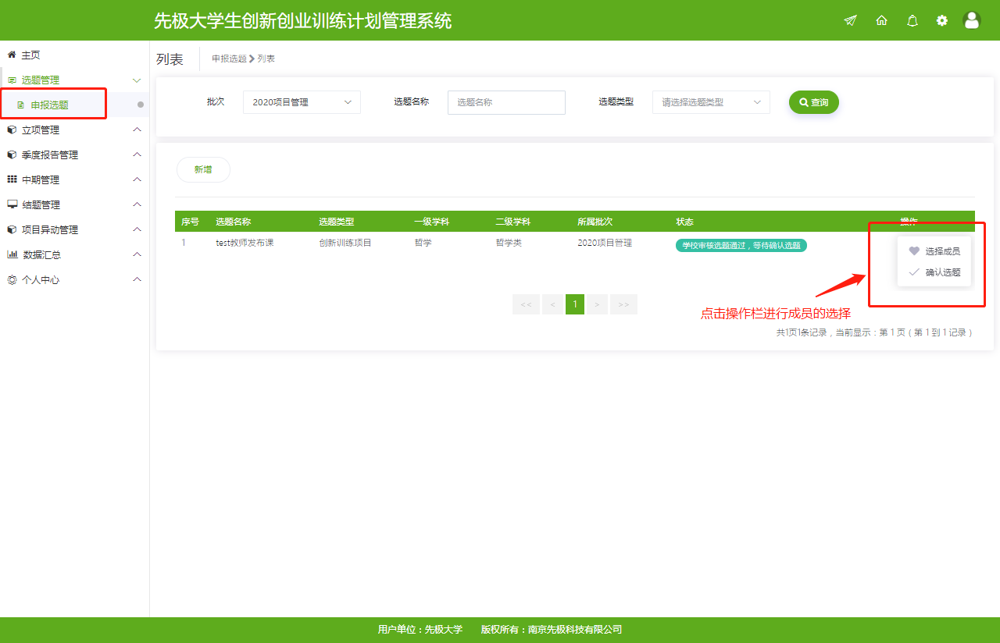 先极大学生创新创业训练计划管理系统
主页
选题管理
申报选题
立项管理
季度报告管理
中期管理
结题管理
项目异动管理
数据汇总
个人中心
列表 申报选题 列表
批次 2020项目管理 选题名称 选题名称 选题类型 请选择选题类型 查询
新增
序号 选题名称 选题类型 一级学科 二级学科 所属批次 状态 操作
1 test教师发布课 创新训练项目 哲学 哲学类 2020项目管理 学校审核选题通过，等待确认选题
选择成员
确认选题
<< < 1 > >>
点击操作栏进行成员的选择
共1页1条记录，当前显示：第 1 页（第 1 到 1 记录）
用户单位：先极大学 版权所有：南京先极科技有限公司